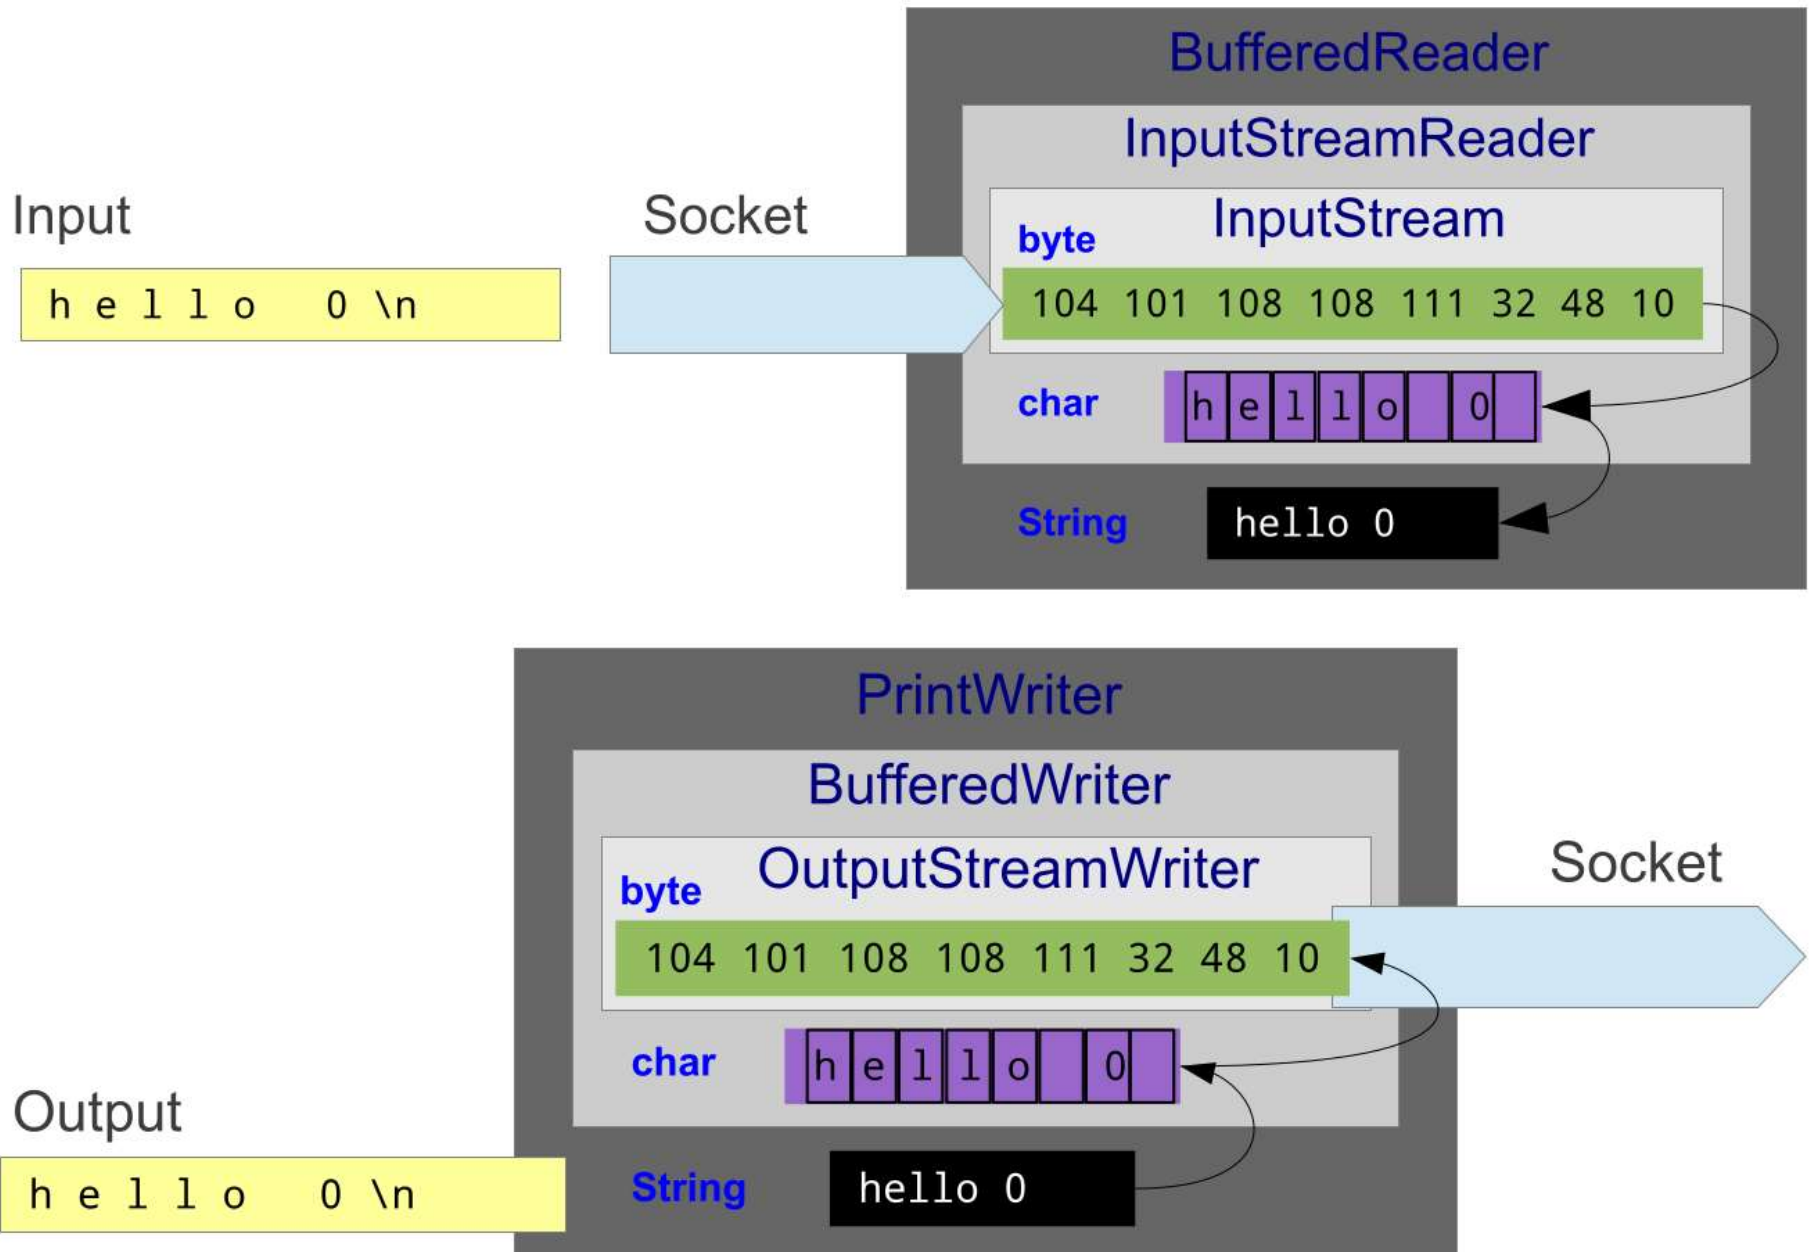 BufferedReader
InputStreamReader
Input
Socket
InputStream
byte
h e l l o 0 \n
104 101 108 108 111 32 48 10
char
h e l l o 0
String
hello 0
PrintWriter
BufferedWriter
OutputStreamWriter
Socket
byte
104 101 108 108 111 32 48 10
char
h e l l o 0
Output
h e l l o 0 \n
String
hello 0